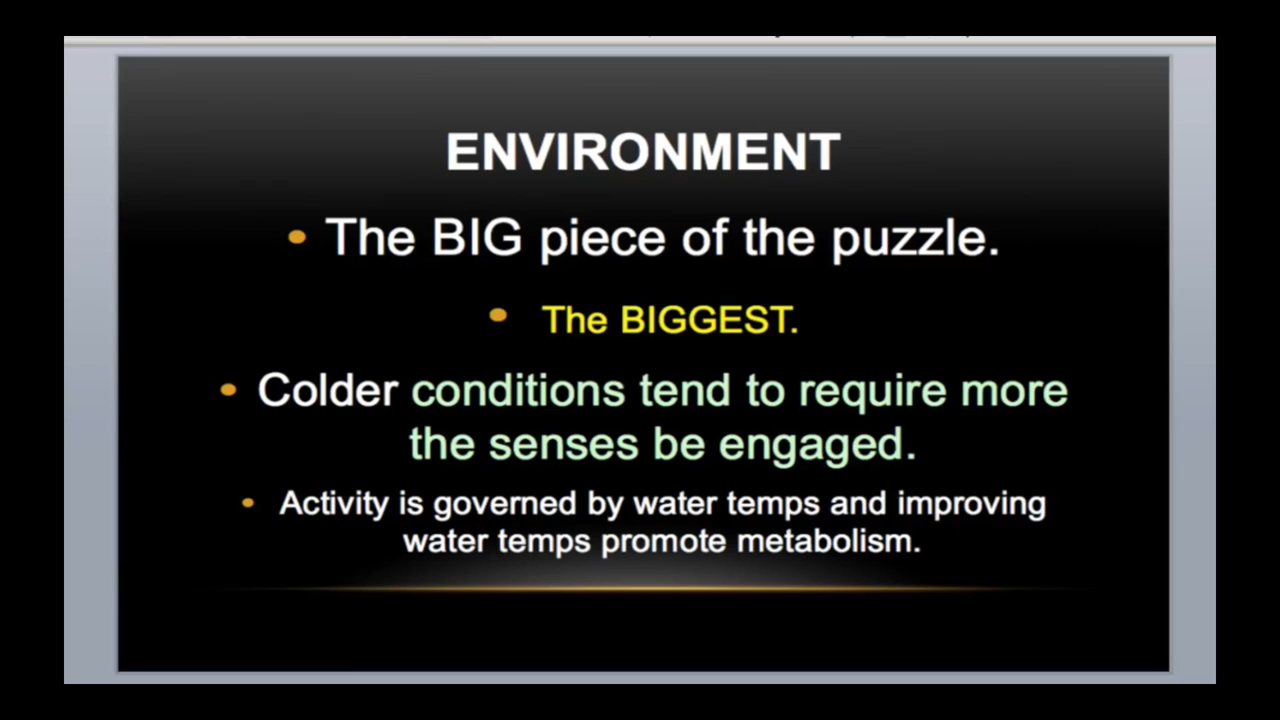 ENVIRONMENT
• The BIG piece of the puzzle.
• The BIGGEST.
• Colder conditions tend to require more
the senses be engaged.
• Activity is governed by water temps and improving
water temps promote metabolism.